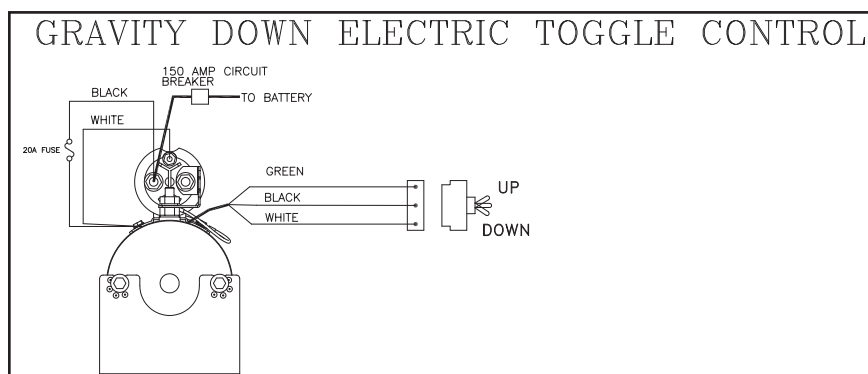 GRAVITY DOWN ELECTRIC TOGGLE CONTROL
150 AMP CIRCUIT
BREAKER
BLACK
TO BATTERY
WHITE
20A FUSE
GREEN
BLACK
WHITE
UP
DOWN